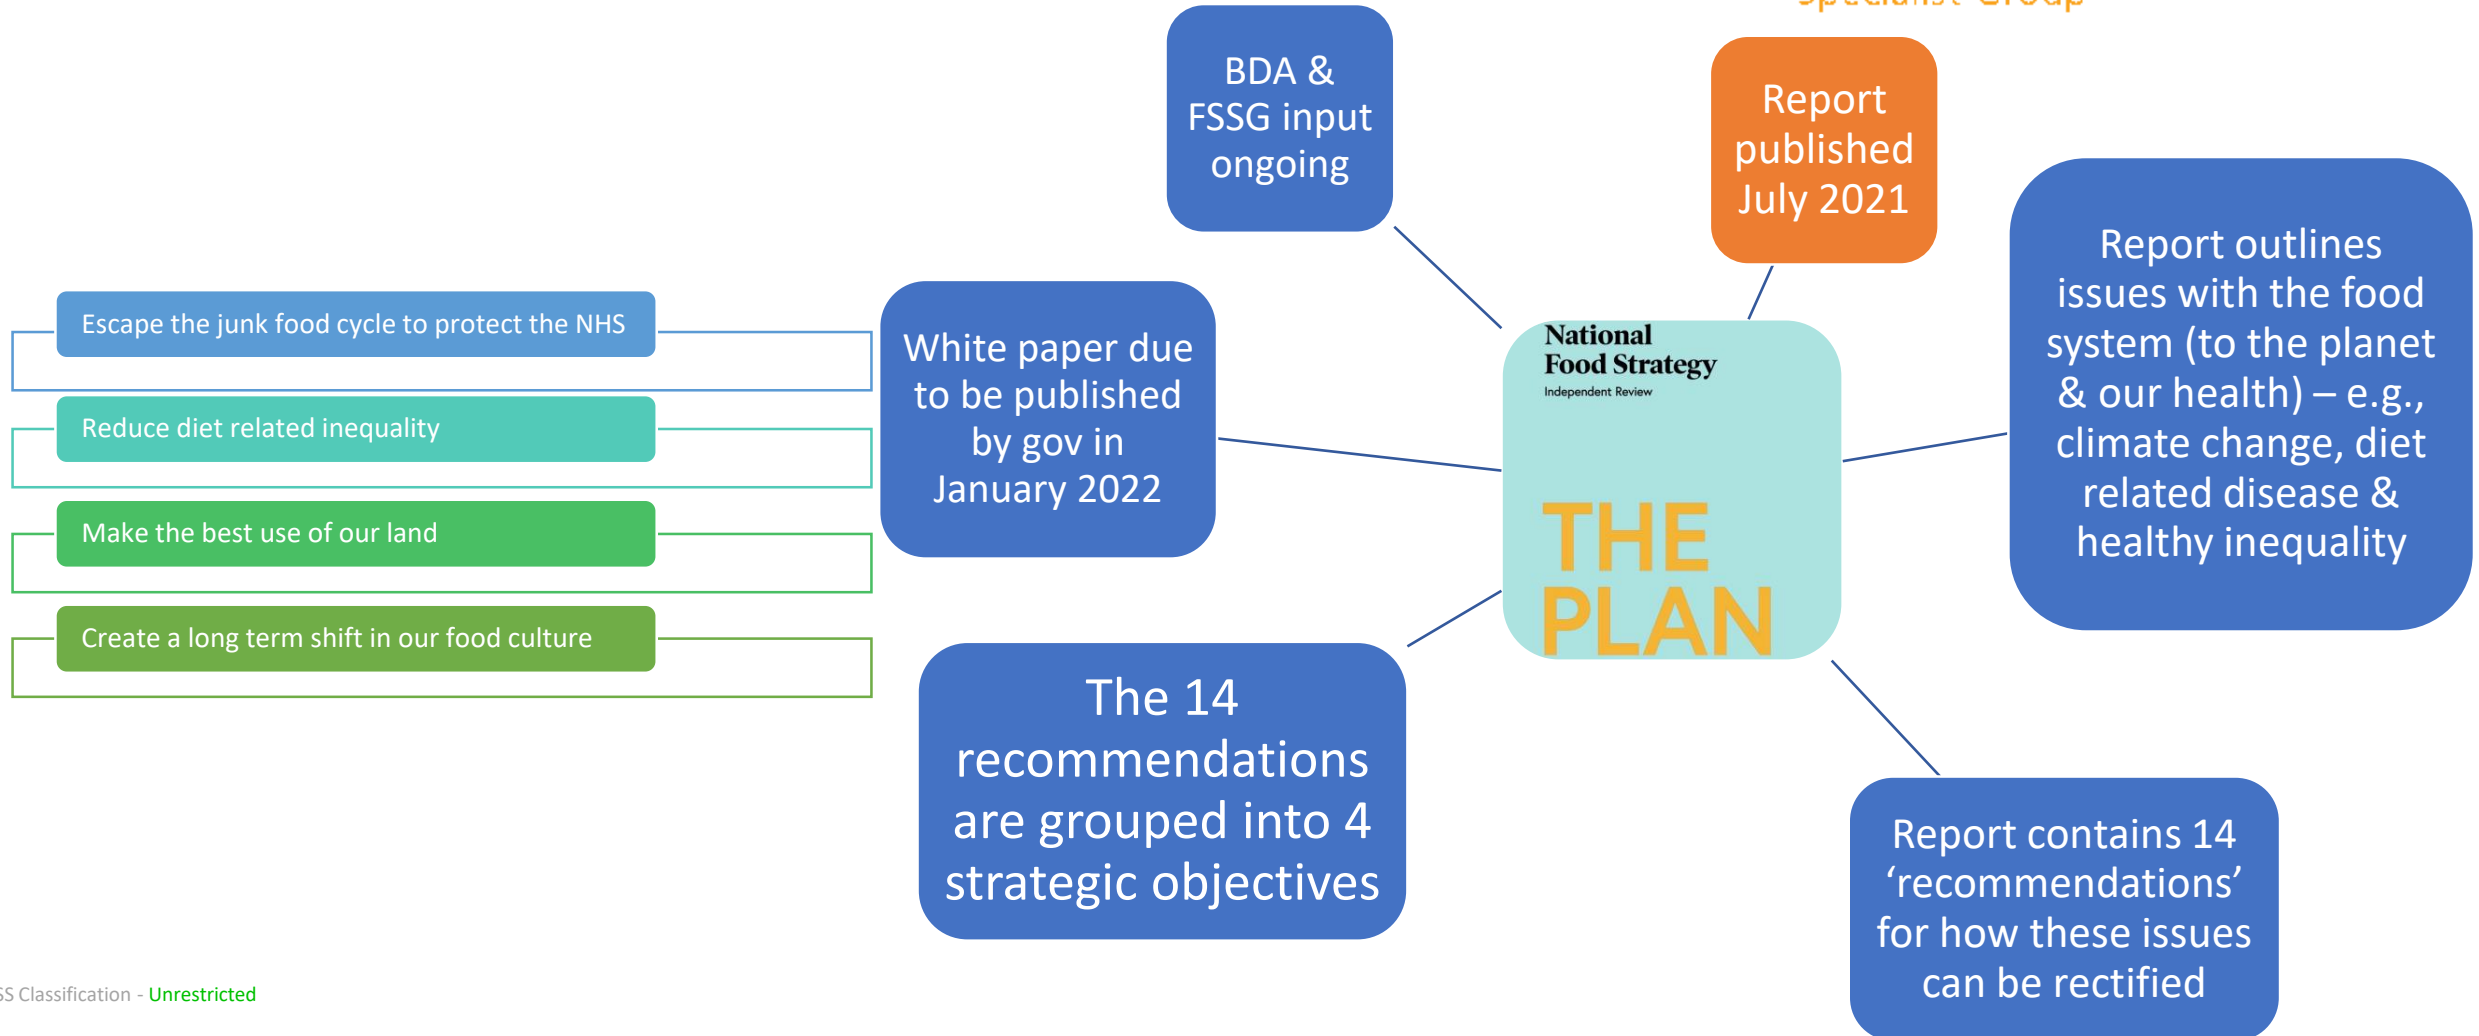 Specialist Group
BDA &
FSSG input
ongoing
Report
published
July 2021
Report outlines
issues with the food
system (to the planet
& our health) – e.g.,
climate change, diet
related disease &
healthy inequality
Escape the junk food cycle to protect the NHS
Reduce diet related inequality
Make the best use of our land
Create a long term shift in our food culture
White paper due
to be published
by gov in
January 2022
National
Food Strategy
Independent Review
THE
PLAN
The 14
recommendations
are grouped into 4
strategic objectives
Report contains 14
‘recommendations’
for how these issues
can be rectified
SS Classification - Unrestricted